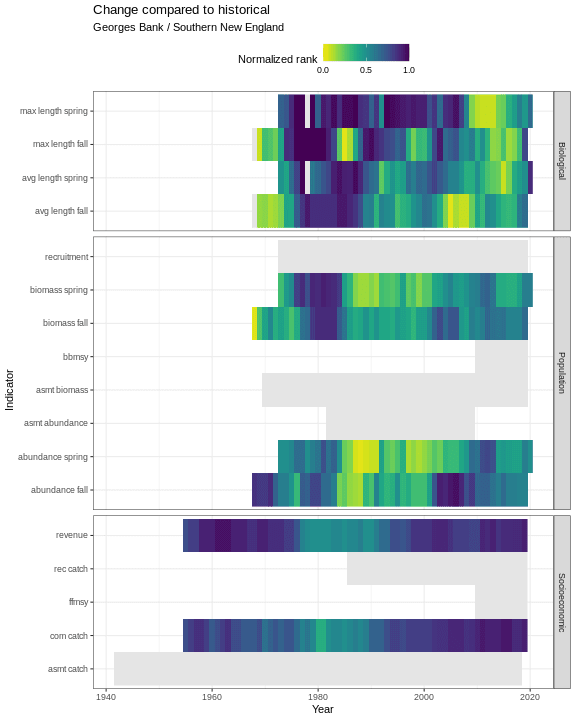 Change compared to historical
Georges Bank / Southern New England
Normalized rank
0.0 0.5 1.0
max length spring
max length fall
avg length spring
avg length fall
Biological
recruitment
biomass spring
biomass fall
bbmsy
asmt biomass
asmt abundance
abundance spring
abundance fall
Population
revenue
rec catch
ffmsy
com catch
asmt catch
Socioeconomic
Indicator
1940 1960 1980 2000 2020
Year